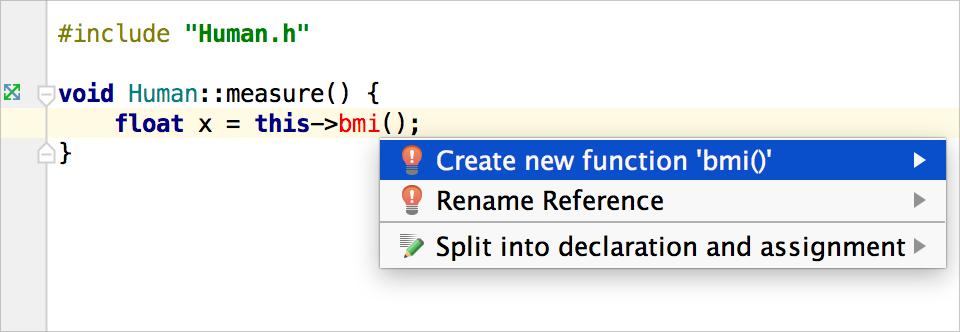 #include "Human.h"
void Human::measure() {
    float x = this->bmi();
}
Create new function 'bmi()'
Rename Reference
Split into declaration and assignment